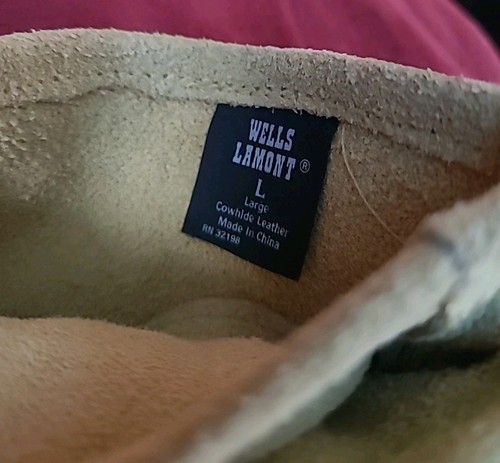 WELLS
LAMONT®
L
Large
Cowhide Leather
Made In China
RN 32198